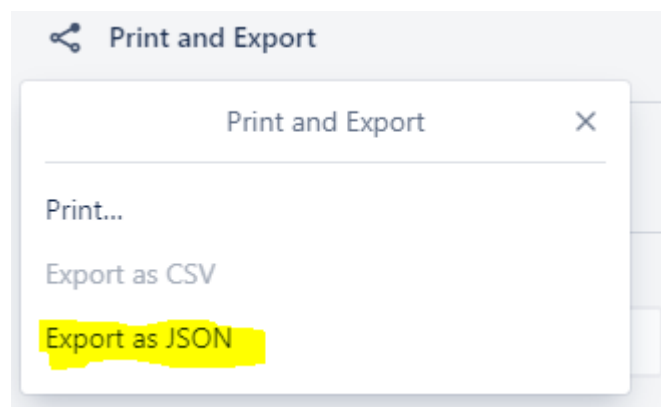 Print and Export
Print and Export
Print...
Export as CSV
Export as JSON